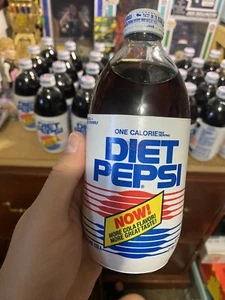 ONE CALORIE
DIET
PEPSI®
NOW!
MORE COLA FLAVOR!
MORE GREAT TASTE!